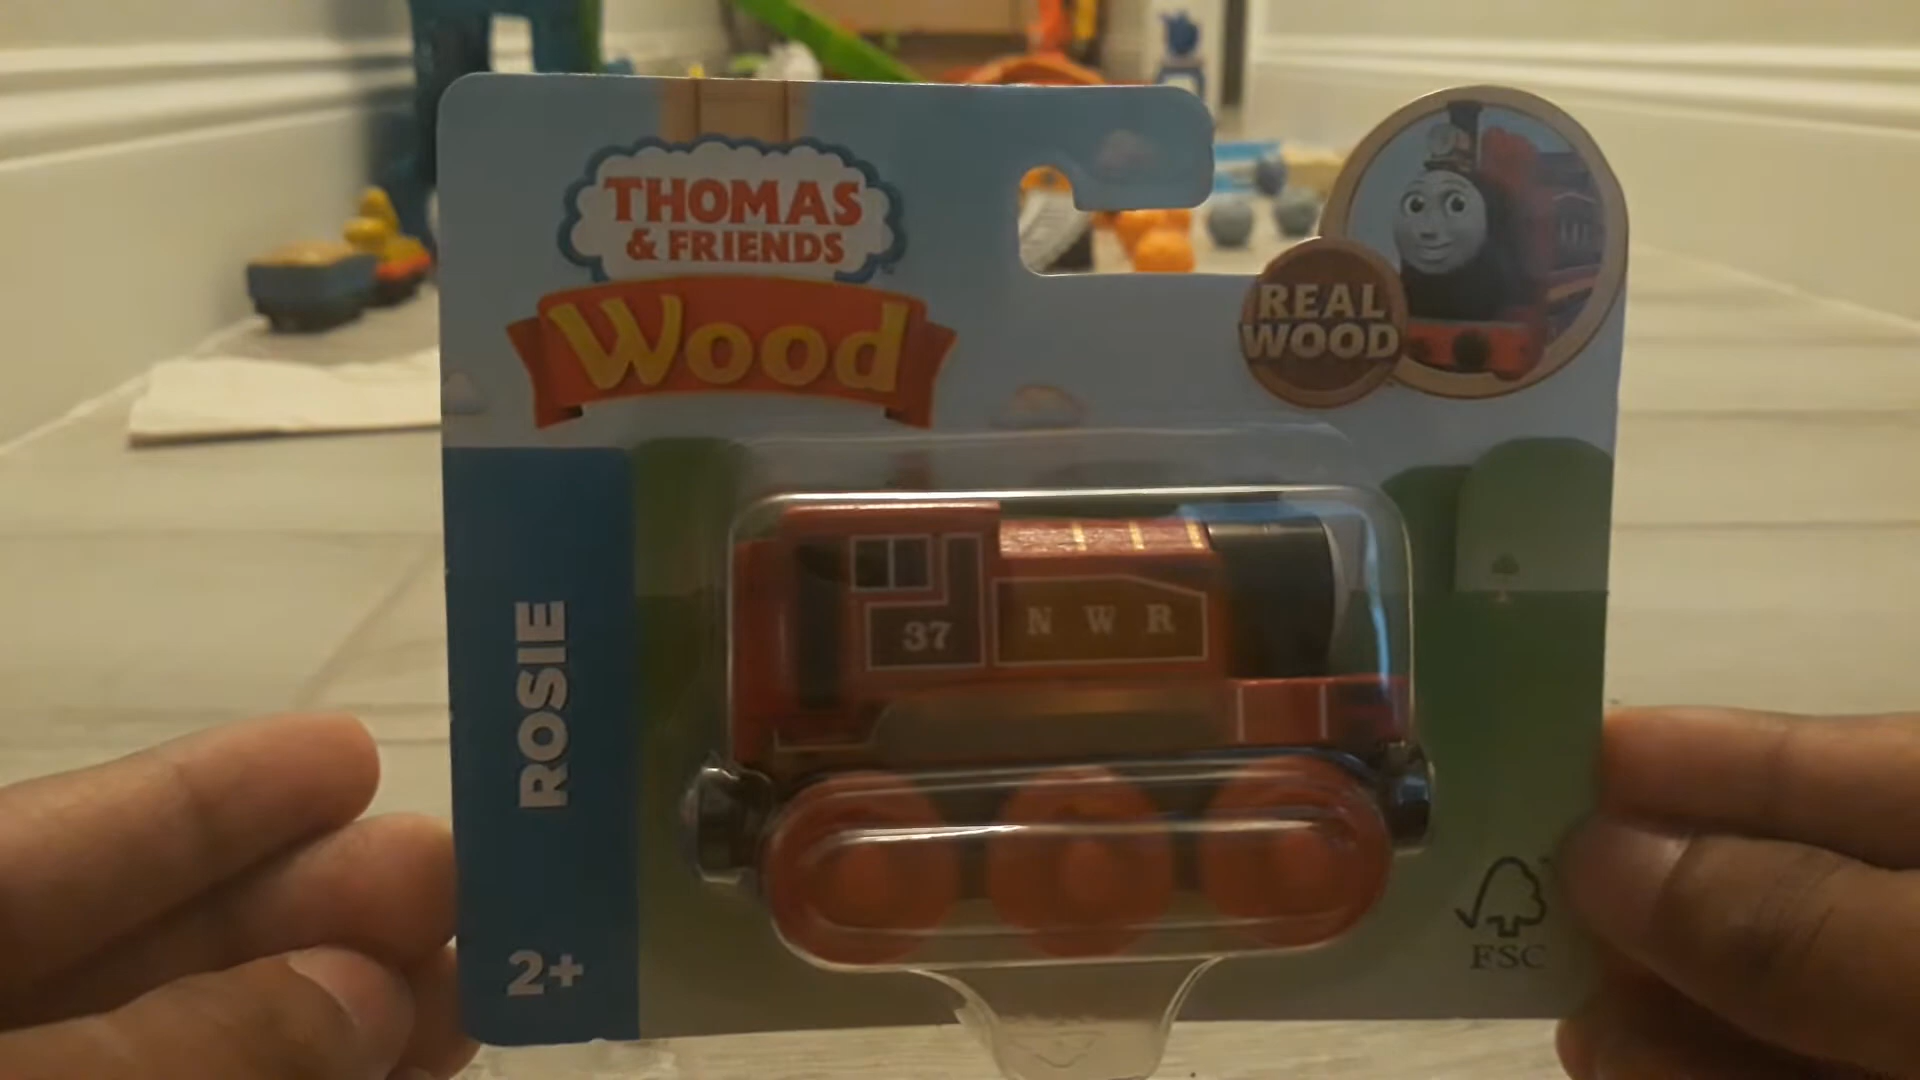 THOMAS
& FRIENDS
Wood
REAL
WOOD
37
N W R
ROSIE
2+
FSC